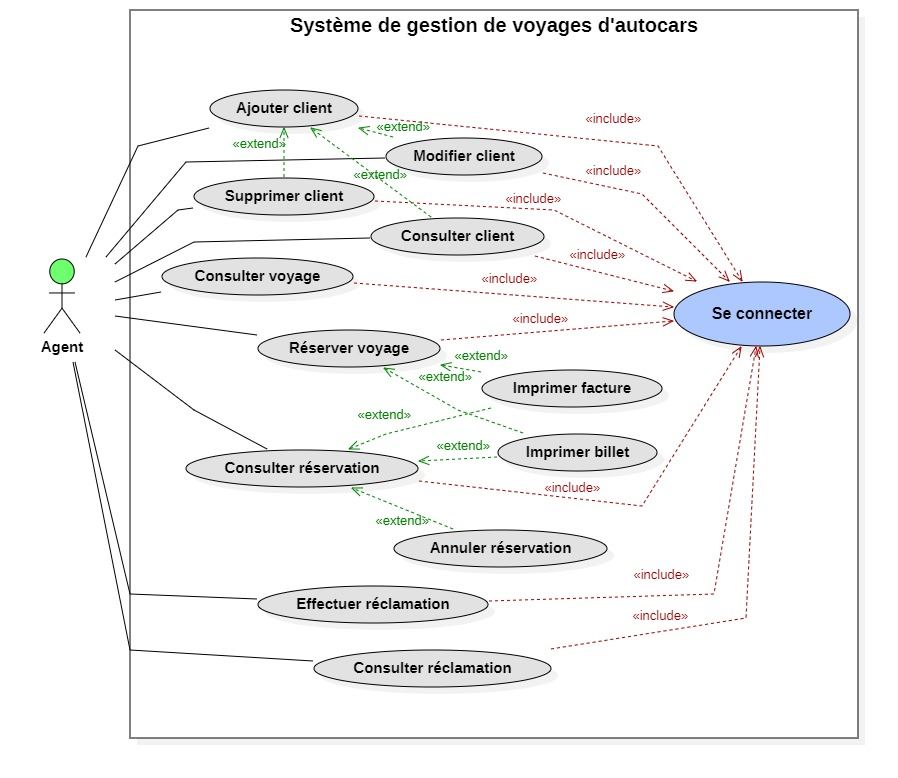 Système de gestion de voyages d'autocars
Ajouter client
«include»
«extend»
«extend»
Modifier client
«extend»
«include»
Supprimer client
«include»
Consulter client
«include»
Consulter voyage
«include»
Se connecter
«include»
Agent
Réserver voyage
«extend»
«extend»
Imprimer facture
«extend»
«extend»
Imprimer billet
Consulter réservation
«include»
«extend»
Annuler réservation
«include»
Effectuer réclamation
«include»
Consulter réclamation